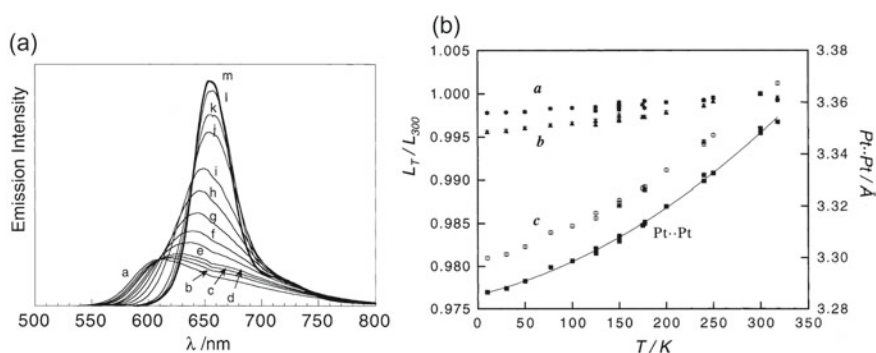 (a)
Emission Intensity
m
l
k
j
i
h
g
f
e
a
b
c
d
500 550 600 650 700 750 800
λ /nm
(b)
L_T / L_300
1.005
1.000
0.995
0.990
0.985
0.980
0.975
a
b
c
Pt··Pt
0 50 100 150 200 250 300 350
T / K
3.38
3.36
3.34
3.32
3.30
3.28
Pt··Pt / Å